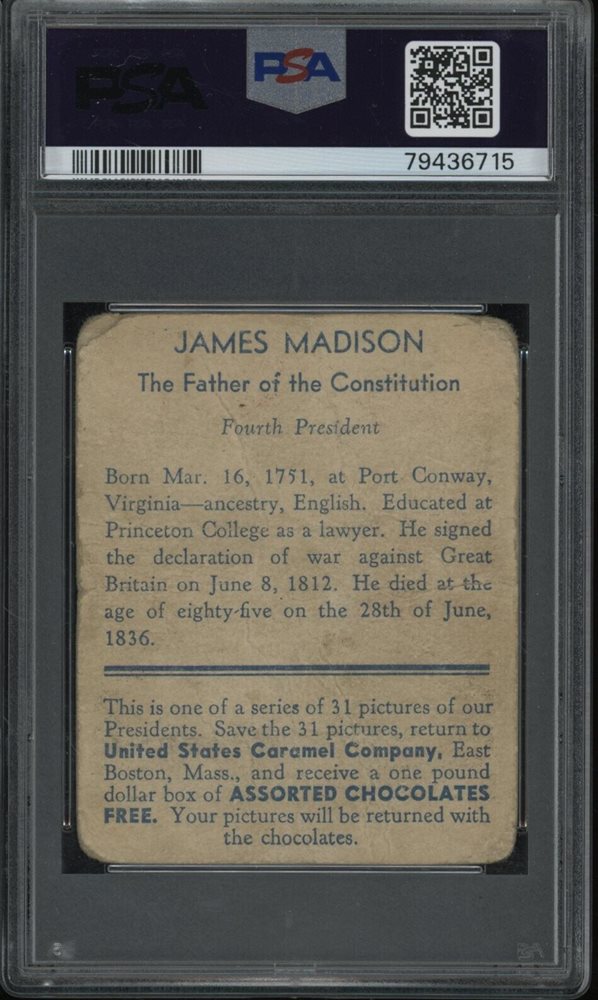 PSA
PSA
79436715
JAMES MADISON
The Father of the Constitution
Fourth President
Born Mar. 16, 1751, at Port Conway,
Virginia—ancestry, English. Educated at
Princeton College as a lawyer. He signed
the declaration of war against Great
Britain on June 8, 1812. He died at the
age of eighty-five on the 28th of June,
1836.
This is one of a series of 31 pictures of our
Presidents. Save the 31 pictures, return to
United States Caramel Company, East
Boston, Mass., and receive a one pound
dollar box of ASSORTED CHOCOLATES
FREE. Your pictures will be returned with
the chocolates.